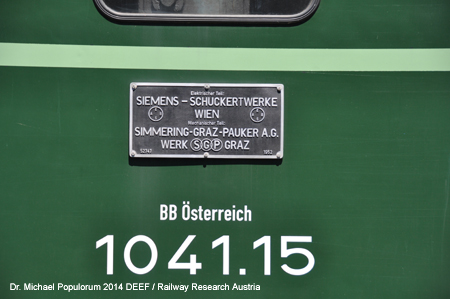 Elektrischer Teil:
SIEMENS – SCHUCKERTWERKE
WIEN
Mechanischer Teil:
SIMMERING-GRAZ-PAUKER A.G.
WERK SGP GRAZ
1952
BB Österreich
1041.15
Dr. Michael Populorum 2014 DEEF / Railway Research Austria